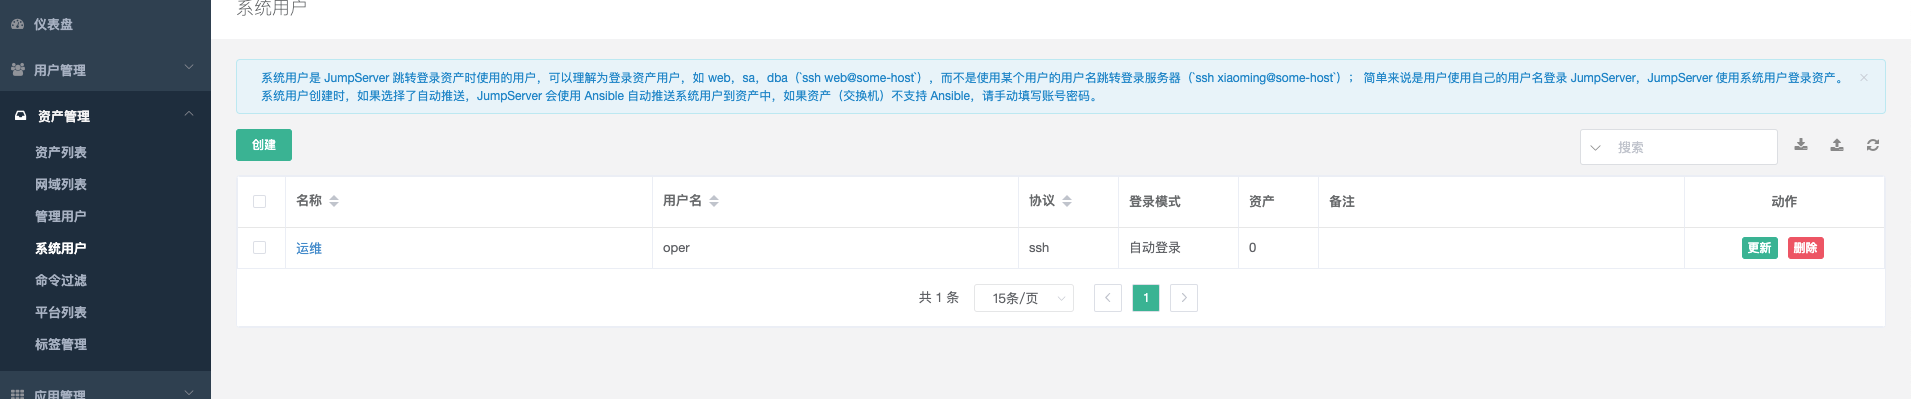 系统用户
仪表盘
用户管理
资产管理
资产列表
网域列表
管理用户
系统用户
命令过滤
平台列表
标签管理
应用管理
系统用户是 JumpServer 跳转登录资产时使用的用户，可以理解为登录资产用户，如 web，sa，dba（`ssh web@some-host`），而不是使用某个用户的用户名跳转登录服务器（`ssh xiaoming@some-host`）； 简单来说是用户使用自己的用户名登录 JumpServer，JumpServer 使用系统用户登录资产。
系统用户创建时，如果选择了自动推送，JumpServer 会使用 Ansible 自动推送系统用户到资产中，如果资产（交换机）不支持 Ansible，请手动填写账号密码。
创建
搜索
名称 用户名 协议 登录模式 资产 备注 动作
运维 oper ssh 自动登录 0 更新 删除
共 1 条 15条/页 1